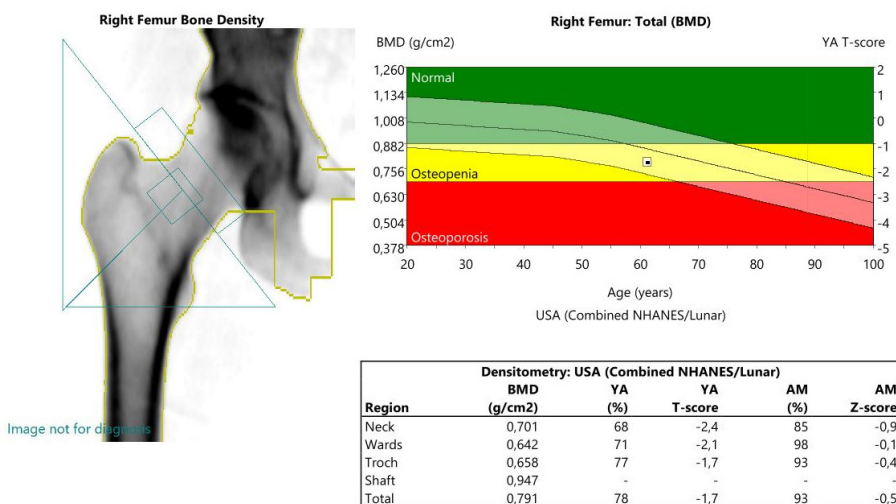 Right Femur Bone Density
Image not for diagnosis
Right Femur: Total (BMD)
BMD (g/cm2) YA T-score
1,260 2
Normal
1,134 1
1,008 0
0,882 -1
0,756 -2
Osteopenia
0,630 -3
0,504 -4
Osteoporosis
0,378 -5
20 30 40 50 60 70 80 90 100
Age (years)
USA (Combined NHANES/Lunar)
Densitometry: USA (Combined NHANES/Lunar)
BMD YA YA AM AM
Region (g/cm2) (%) T-score (%) Z-score
Neck 0,701 68 -2,4 85 -0,9
Wards 0,642 71 -2,1 98 -0,1
Troch 0,658 77 -1,7 93 -0,4
Shaft 0,947 - - - -
Total 0,791 78 -1,7 93 -0,5